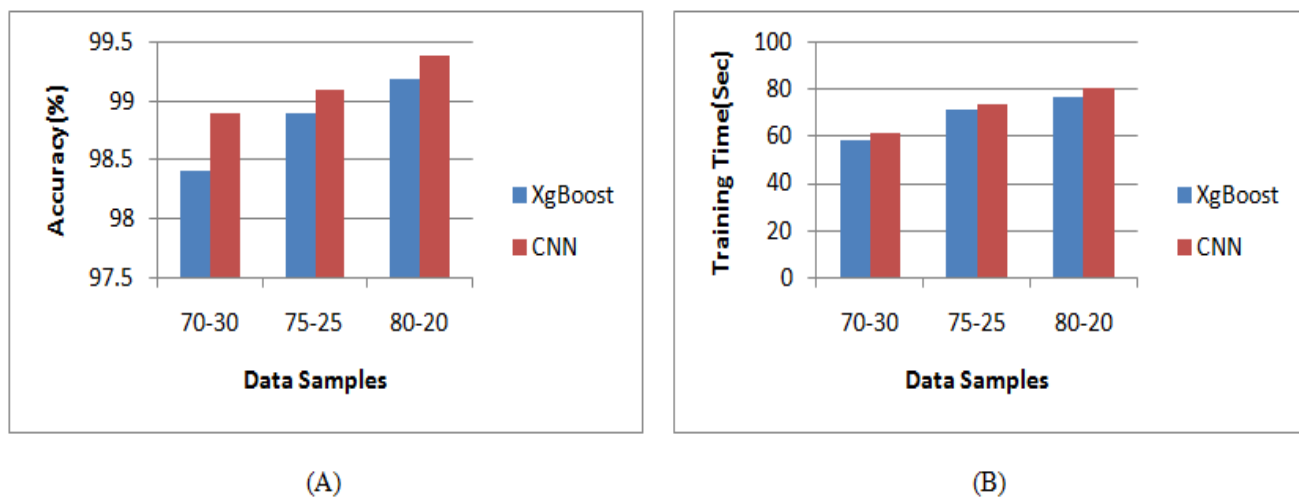 99.5
99
98.5
98
97.5
Accuracy(%)
70-30 75-25 80-20
Data Samples
XgBoost
CNN
(A)
100
80
60
40
20
0
Training Time(Sec)
70-30 75-25 80-20
Data Samples
XgBoost
CNN
(B)